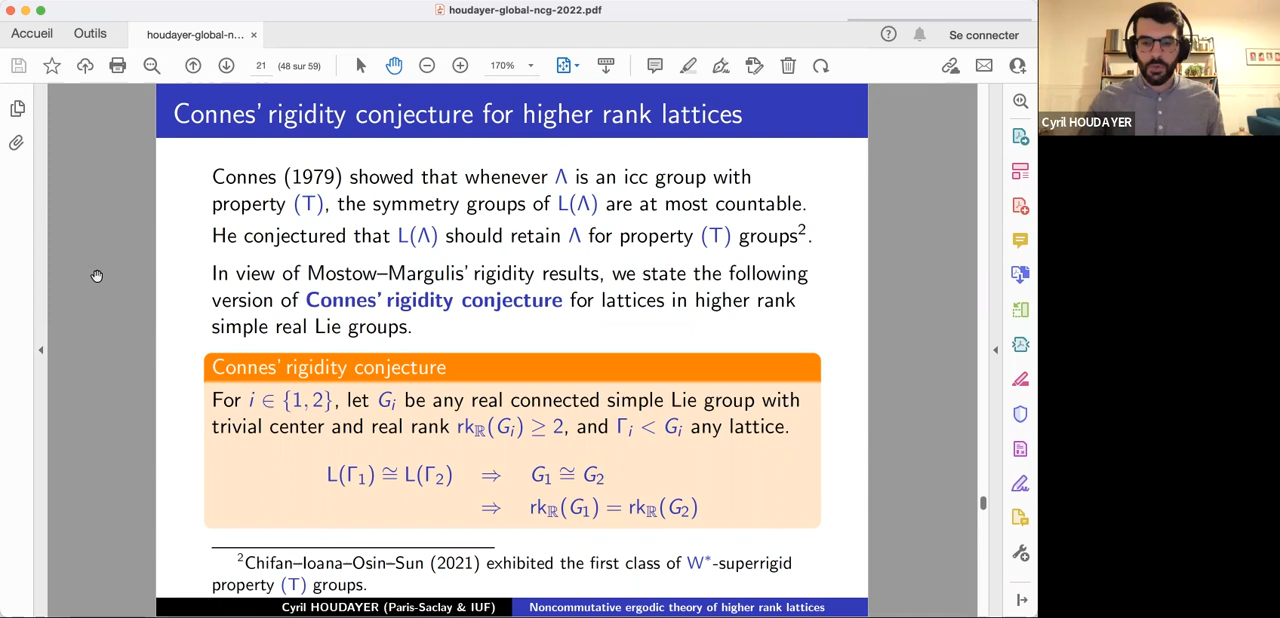 houdayer-global-ncg-2022.pdf
Accueil Outils houdayer-global-n... × Se connecter
21 (48 sur 59) 170%
Connes' rigidity conjecture for higher rank lattices
Connes (1979) showed that whenever Λ is an icc group with
property (T), the symmetry groups of L(Λ) are at most countable.
He conjectured that L(Λ) should retain Λ for property (T) groups².
In view of Mostow–Margulis' rigidity results, we state the following
version of Connes' rigidity conjecture for lattices in higher rank
simple real Lie groups.
Connes' rigidity conjecture
For i ∈ {1, 2}, let Gᵢ be any real connected simple Lie group with
trivial center and real rank rkℝ(Gᵢ) ≥ 2, and Γᵢ < Gᵢ any lattice.
L(Γ₁) ≅ L(Γ₂) ⇒ G₁ ≅ G₂
⇒ rkℝ(G₁) = rkℝ(G₂)
²Chifan–Ioana–Osin–Sun (2021) exhibited the first class of W*-superrigid
property (T) groups.
Cyril HOUDAYER (Paris-Saclay & IUF) Noncommutative ergodic theory of higher rank lattices
Cyril HOUDAYER